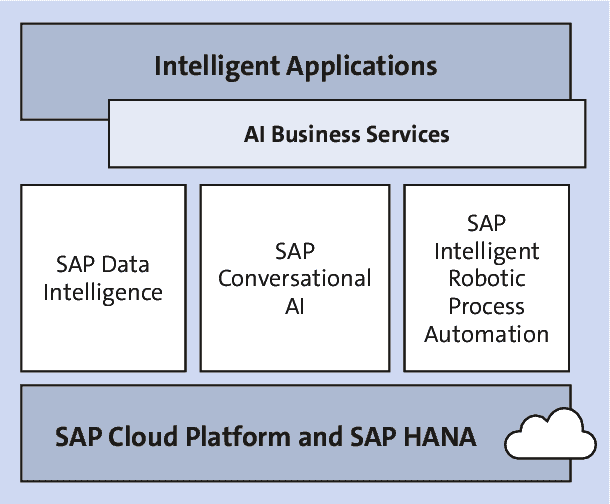 Intelligent Applications
AI Business Services
SAP Data
Intelligence
SAP
Conversational
AI
SAP
Intelligent
Robotic
Process
Automation
SAP Cloud Platform and SAP HANA